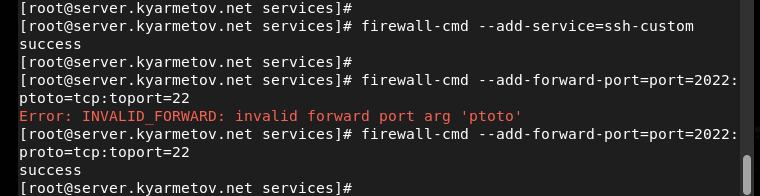 [root@server.kyarmetov.net services]#
[root@server.kyarmetov.net services]# firewall-cmd --add-service=ssh-custom
success
[root@server.kyarmetov.net services]#
[root@server.kyarmetov.net services]# firewall-cmd --add-forward-port=port=2022:
ptoto=tcp:toport=22
Error: INVALID_FORWARD: invalid forward port arg 'ptoto'
[root@server.kyarmetov.net services]# firewall-cmd --add-forward-port=port=2022:
proto=tcp:toport=22
success
[root@server.kyarmetov.net services]#